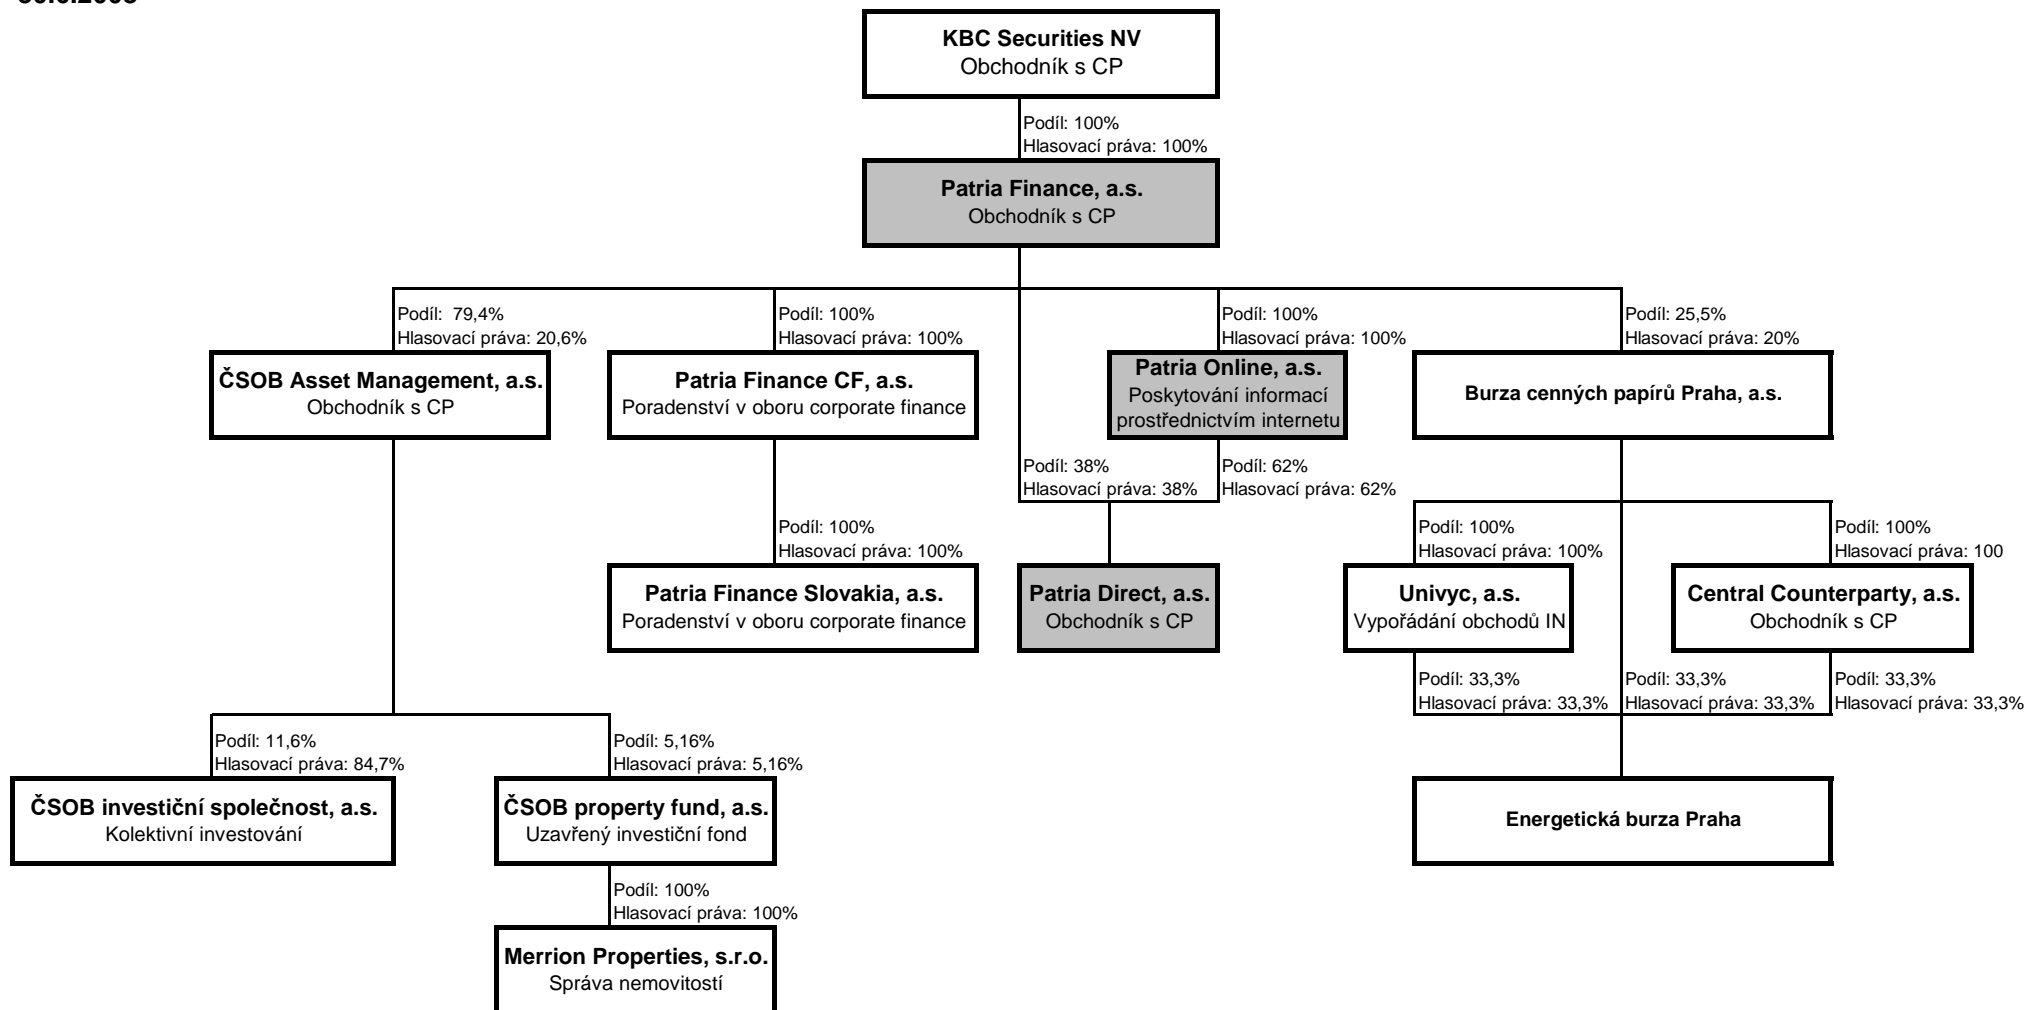 KBC Securities NV
Obchodník s CP
Podíl: 100%
Hlasovací práva: 100%
Patria Finance, a.s.
Obchodník s CP
Podíl:  79,4%
Hlasovací práva: 20,6%
Podíl: 100%
Hlasovací práva: 100%
Podíl: 100%
Hlasovací práva: 100%
Podíl: 25,5%
Hlasovací práva: 20%
ČSOB Asset Management, a.s.
Obchodník s CP
Patria Finance CF, a.s.
Poradenství v oboru corporate finance
Patria Online, a.s.
Poskytování informací
prostřednictvím internetu
Burza cenných papírů Praha, a.s.
Podíl: 38%
Hlasovací práva: 38%
Podíl: 62%
Hlasovací práva: 62%
Podíl: 100%
Hlasovací práva: 100%
Podíl: 100%
Hlasovací práva: 100%
Podíl: 100%
Hlasovací práva: 100
Patria Finance Slovakia, a.s.
Poradenství v oboru corporate finance
Patria Direct, a.s.
Obchodník s CP
Univyc, a.s.
Vypořádání obchodů IN
Central Counterparty, a.s.
Obchodník s CP
Podíl: 33,3%
Hlasovací práva: 33,3%
Podíl: 33,3%
Hlasovací práva: 33,3%
Podíl: 33,3%
Hlasovací práva: 33,3%
Podíl: 11,6%
Hlasovací práva: 84,7%
Podíl: 5,16%
Hlasovací práva: 5,16%
ČSOB investiční společnost, a.s.
Kolektivní investování
ČSOB property fund, a.s.
Uzavřený investiční fond
Energetická burza Praha
Podíl: 100%
Hlasovací práva: 100%
Merrion Properties, s.r.o.
Správa nemovitostí